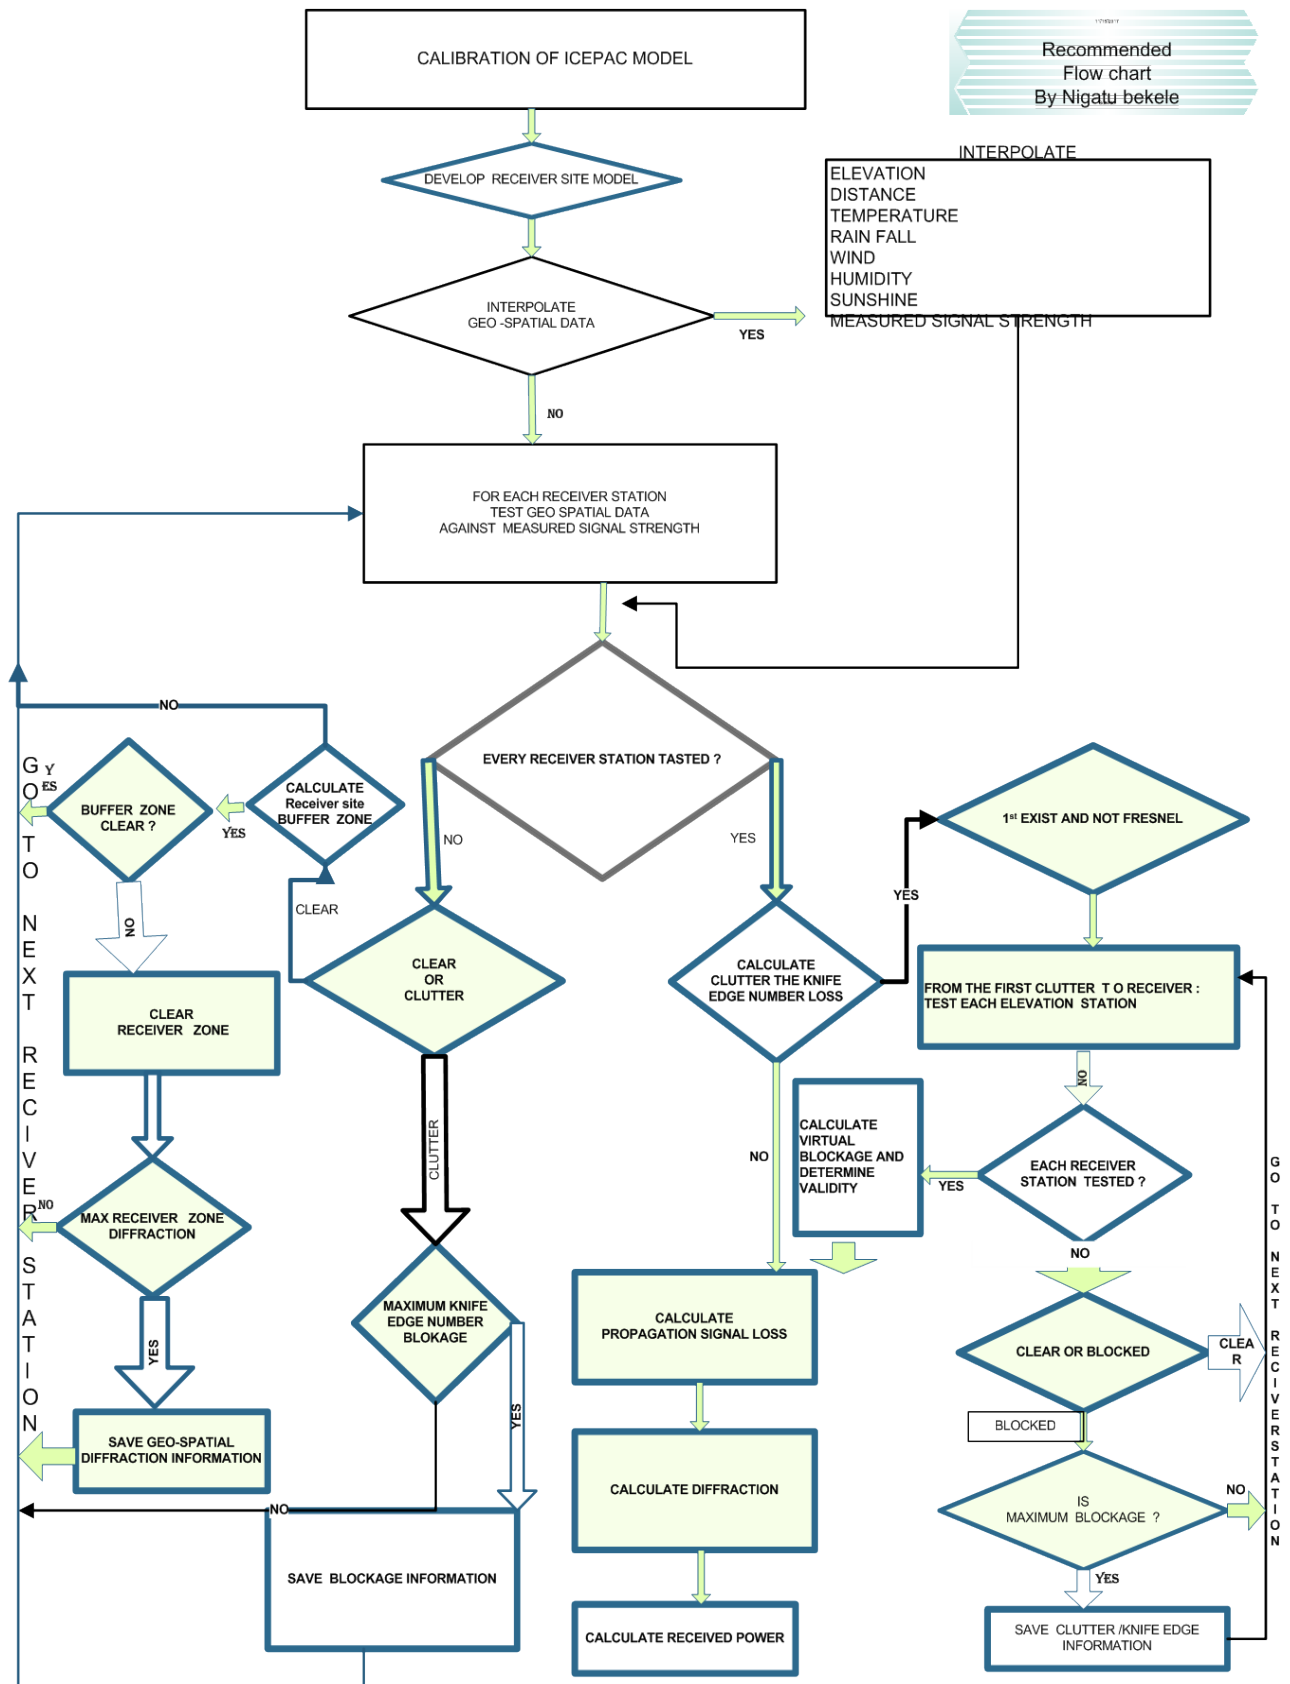 CALIBRATION OF ICEPAC MODEL
Recommended
Flow chart
By Nigatu bekele
DEVELOP RECEIVER SITE MODEL
INTERPOLATE
ELEVATION
DISTANCE
TEMPERATURE
RAIN FALL
WIND
HUMIDITY
SUNSHINE
MEASURED SIGNAL STRENGTH
INTERPOLATE
GEO -SPATIAL DATA
YES
NO
FOR EACH RECEIVER STATION
TEST GEO SPATIAL DATA
AGAINST MEASURED SIGNAL STRENGTH
NO
EVERY RECEIVER STATION TASTED ?
GO TO NEXT RECIVER STATION
Y
ES
BUFFER ZONE
CLEAR ?
YES
CALCULATE
Receiver site
BUFFER ZONE
NO
YES
1st EXIST AND NOT FRESNEL
NO
CLEAR
YES
CLEAR
OR
CLUTTER
CALCULATE
CLUTTER THE KNIFE
EDGE NUMBER LOSS
FROM THE FIRST CLUTTER T O RECEIVER :
TEST EACH ELEVATION STATION
CLEAR
RECEIVER ZONE
NO
CLUTTER
NO
CALCULATE
VIRTUAL
BLOCKAGE AND
DETERMINE
VALIDITY
YES
EACH RECEIVER
STATION TESTED ?
GO TO NEXT RECIVERSTATION
NO
MAX RECEIVER ZONE
DIFFRACTION
NO
MAXIMUM KNIFE
EDGE NUMBER
BLOKAGE
CALCULATE
PROPAGATION SIGNAL LOSS
CLEAR OR BLOCKED
CLEA
R
YES
YES
BLOCKED
SAVE GEO-SPATIAL
DIFFRACTION INFORMATION
CALCULATE DIFFRACTION
IS
MAXIMUM BLOCKAGE ?
NO
NO
YES
SAVE BLOCKAGE INFORMATION
CALCULATE RECEIVED POWER
SAVE CLUTTER /KNIFE EDGE
INFORMATION